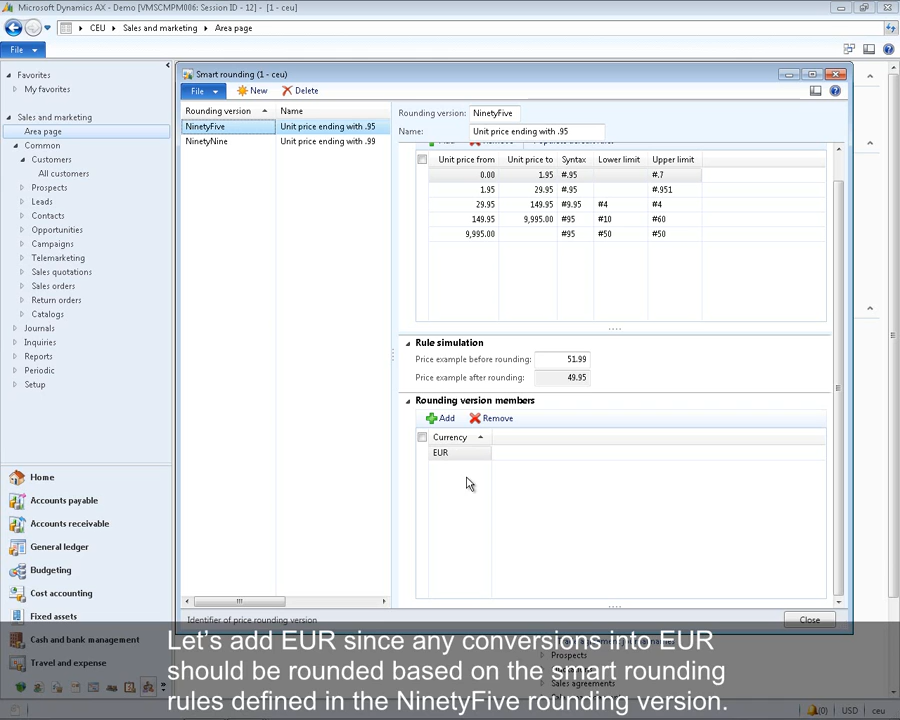 Microsoft Dynamics AX - Demo [VMSCMPM006: Session ID - 12] - [1 - ceu]
CEU
Sales and marketing
Area page
File
Favorites
My favorites
Sales and marketing
Area page
Common
Customers
All customers
Prospects
Leads
Contacts
Opportunities
Campaigns
Telemarketing
Sales quotations
Sales orders
Return orders
Catalogs
Journals
Inquiries
Reports
Periodic
Setup
Home
Accounts payable
Accounts receivable
General ledger
Budgeting
Cost accounting
Fixed assets
Cash and bank management
Travel and expense
Smart rounding (1 - ceu)
File
New
Delete
Rounding version Name
NinetyFive Unit price ending with .95
NinetyNine Unit price ending with .99
Rounding version: NinetyFive
Name: Unit price ending with .95
Unit price from Unit price to Syntax Lower limit Upper limit
0.00 1.95 #.95 #.7
1.95 29.95 #.95 #.951
29.95 149.95 #9.95 #4 #4
149.95 9,995.00 #95 #10 #60
9,995.00 #95 #50 #50
Rule simulation
Price example before rounding: 51.99
Price example after rounding: 49.95
Rounding version members
Add Remove
Currency
EUR
Identifier of price rounding version
Close
Prospects
Sales agreements
Let's add EUR since any conversions into EUR
should be rounded based on the smart rounding
rules defined in the NinetyFive rounding version.
(0) USD ceu